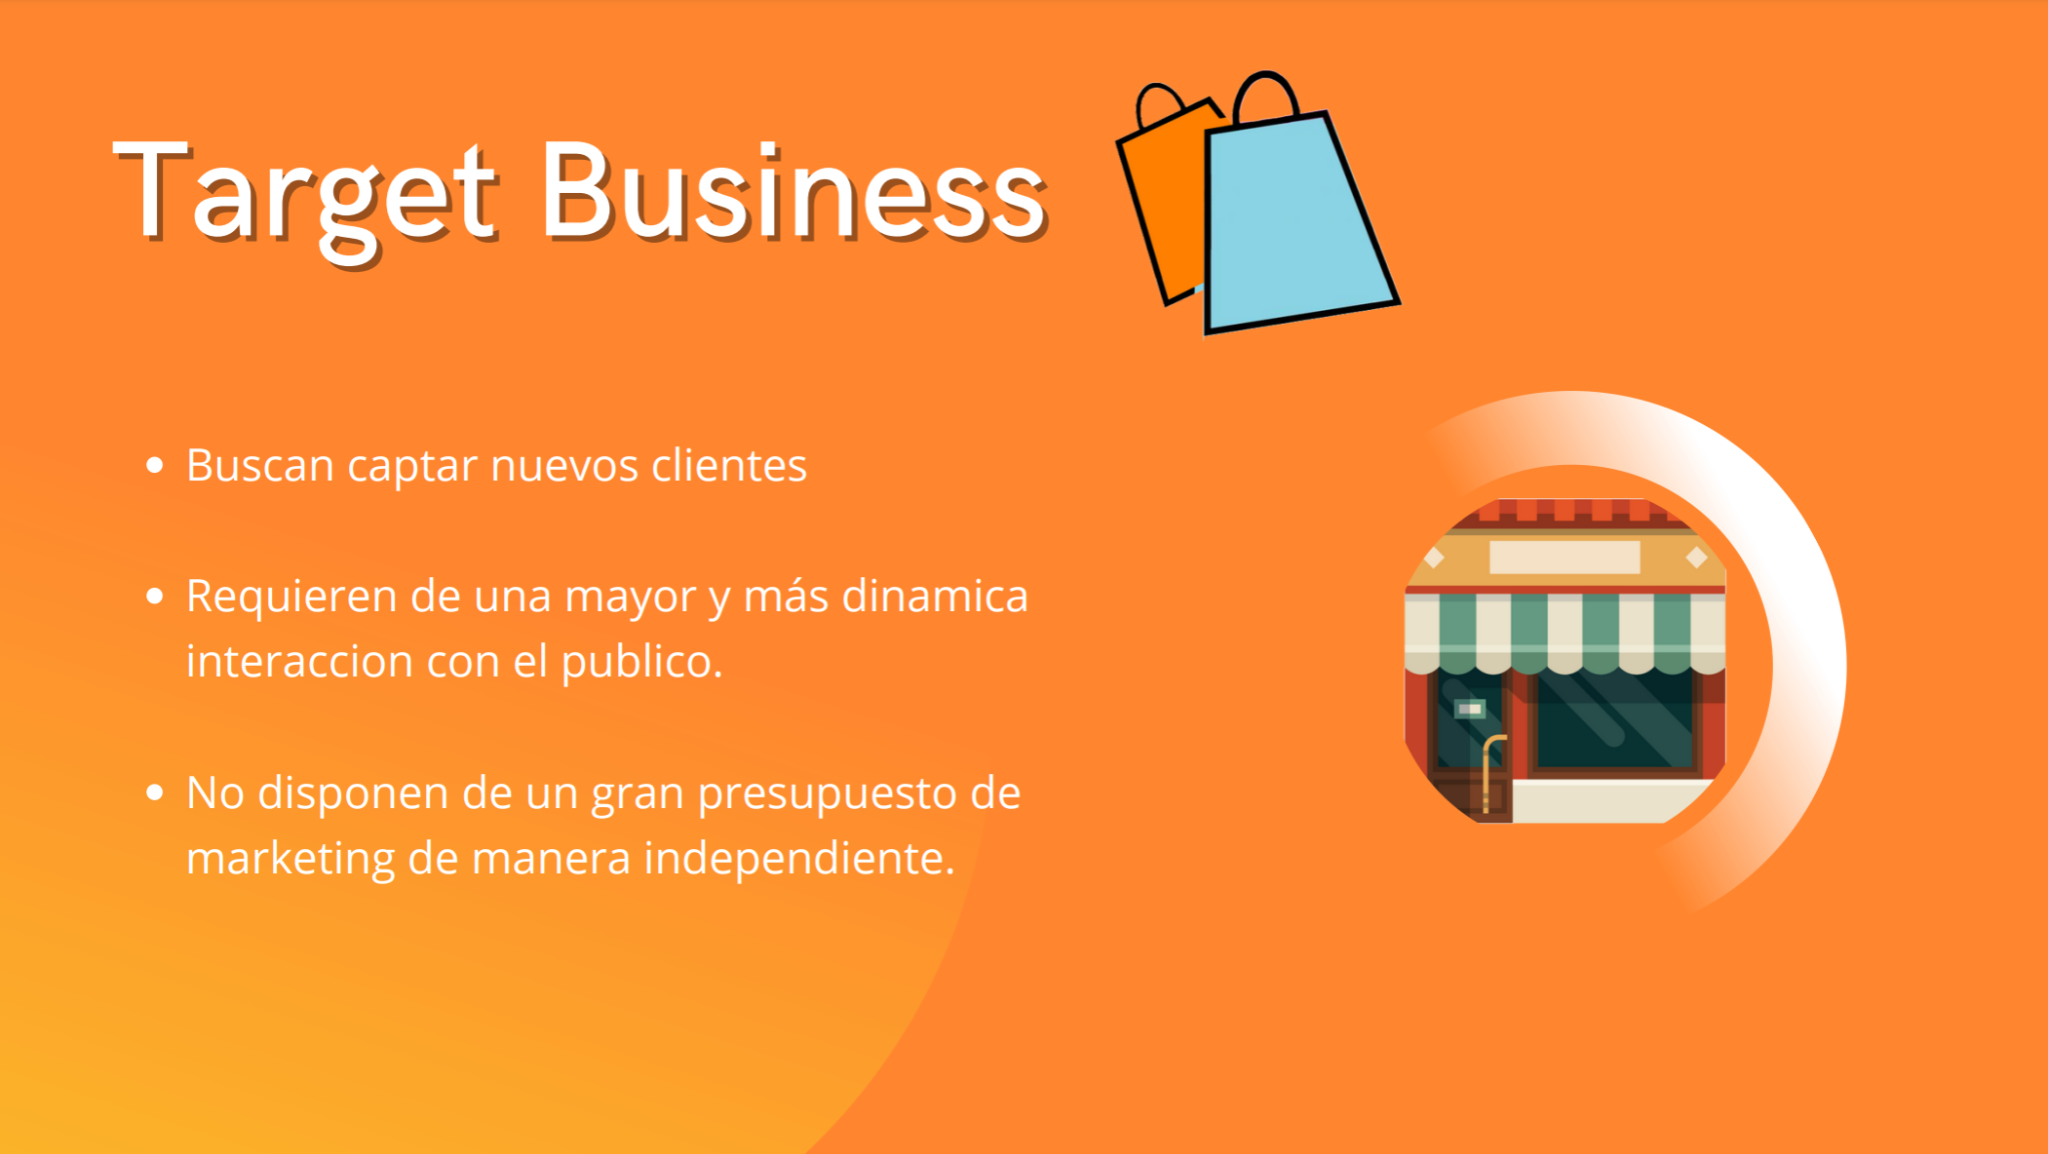 Target Business
• Buscan captar nuevos clientes
• Requieren de una mayor y más dinamica
interaccion con el publico.
• No disponen de un gran presupuesto de
marketing de manera independiente.